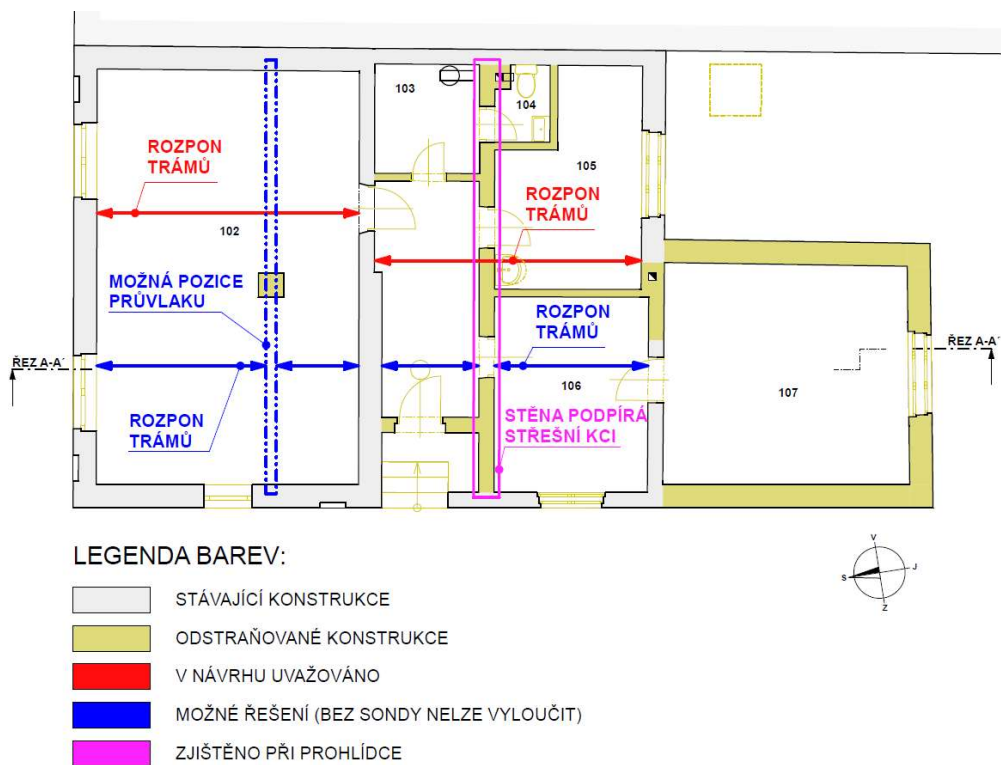 103
104
105
ROZPON
TRÁMŮ
102
ROZPON
TRÁMŮ
MOŽNÁ POZICE
PRŮVLAKU
ROZPON
TRÁMŮ
ŘEZ A-A´
ŘEZ A-A´
106
107
STĚNA PODPÍRÁ
STŘEŠNÍ KCI
ROZPON
TRÁMŮ
LEGENDA BAREV:
V
S
J
Z
STÁVAJÍCÍ KONSTRUKCE
ODSTRAŇOVANÉ KONSTRUKCE
V NÁVRHU UVAŽOVÁNO
MOŽNÉ ŘEŠENÍ (BEZ SONDY NELZE VYLOUČIT)
ZJIŠTĚNO PŘI PROHLÍDCE